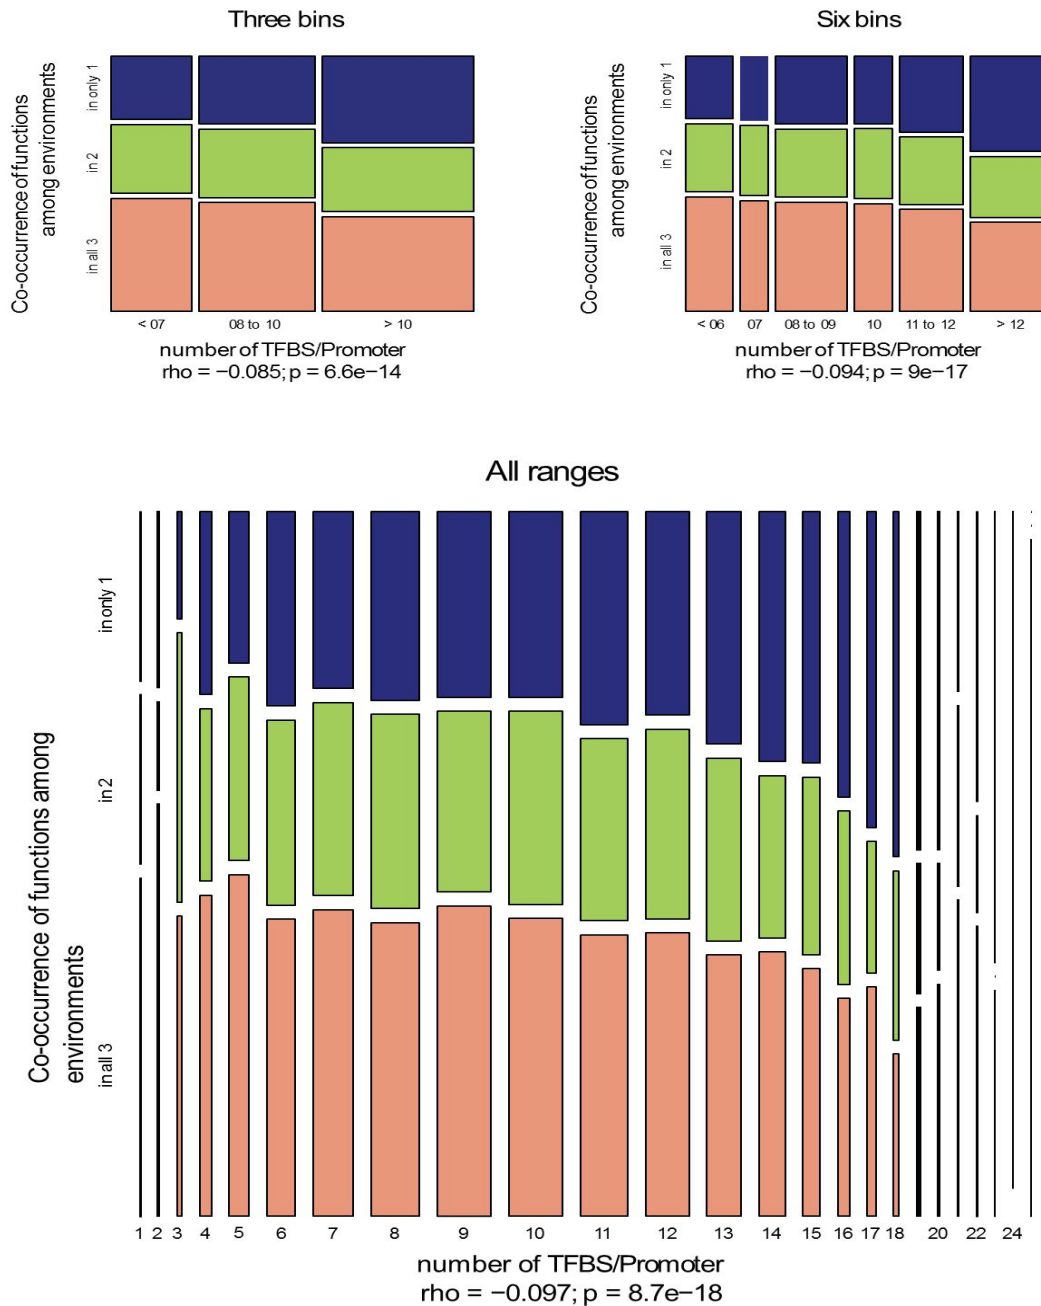 Three bins
Co-occurrence of functions
among environments
in only 1
in 2
in all 3
< 07
08 to 10
> 10
number of TFBS/Promoter
rho = −0.085; p = 6.6e−14
Six bins
Co-occurrence of functions
among environments
in only 1
in 2
in all 3
< 06
07
08 to 09
10
11 to 12
> 12
number of TFBS/Promoter
rho = −0.094; p = 9e−17
All ranges
Co-occurrence of functions among
environments
in only 1
in 2
in all 3
1 2 3 4 5 6 7 8 9 10 11 12 13 14 15 16 17 18 20 22 24
number of TFBS/Promoter
rho = −0.097; p = 8.7e−18